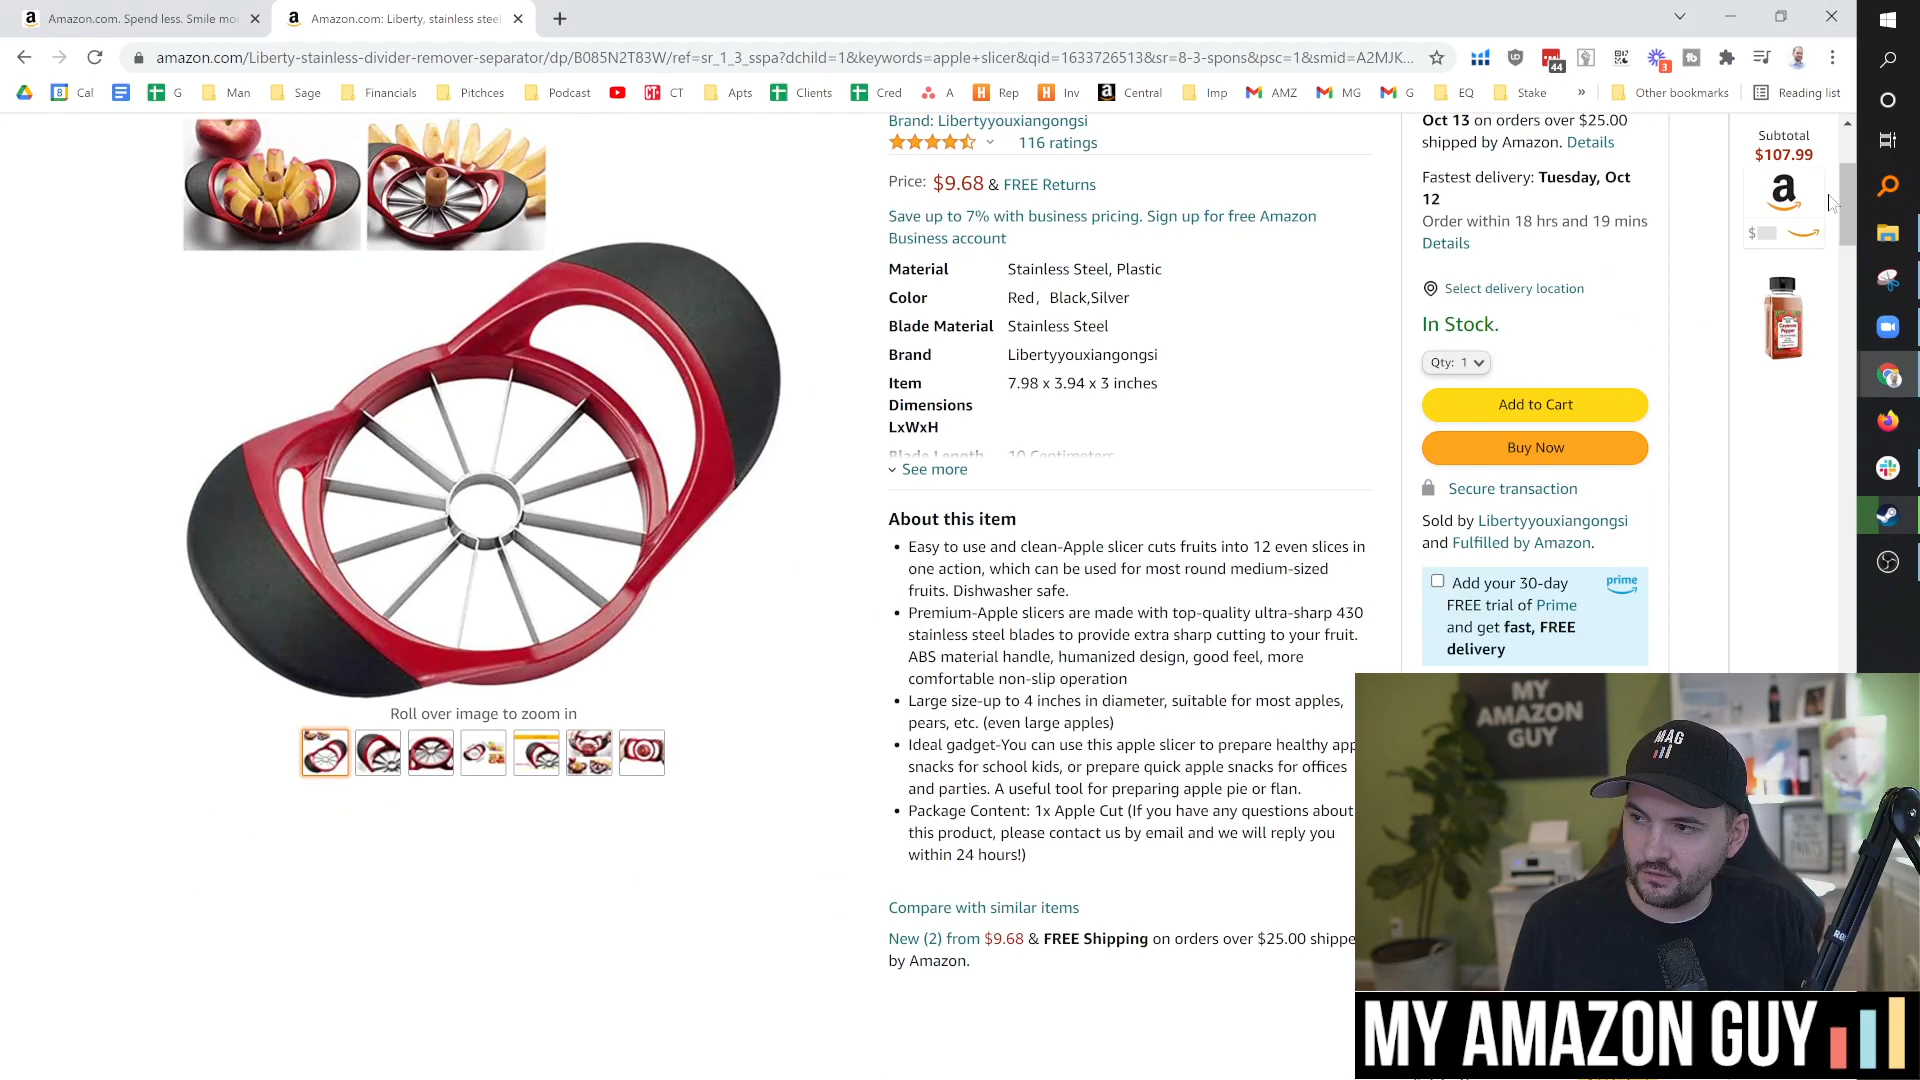 Amazon.com. Spend less. Smile mo
Amazon.com: Liberty, stainless steel
amazon.com/Liberty-stainless-divider-remover-separator/dp/B085N2T83W/ref=sr_1_3_sspa?dchild=1&keywords=apple+slicer&qid=1633726513&sr=8-3-spons&psc=1&smid=A2MJK...
44
3
8 Cal
G
Man
Sage
Financials
Pitchces
Podcast
CT CT
Apts
Clients
Cred
A
H Rep
H Inv
a Central
Imp
AMZ
MG
G
EQ
Stake
»
Other bookmarks
Reading list
Brand: Libertyyouxiangongsi
116 ratings
Price: $9.68 & FREE Returns
Save up to 7% with business pricing. Sign up for free Amazon
Business account
Material Stainless Steel, Plastic
Color Red，Black,Silver
Blade Material Stainless Steel
Brand Libertyyouxiangongsi
Item 7.98 x 3.94 x 3 inches
Dimensions
LxWxH
Blade Length 10 Centimeters
See more
About this item
• Easy to use and clean-Apple slicer cuts fruits into 12 even slices in
one action, which can be used for most round medium-sized
fruits. Dishwasher safe.
• Premium-Apple slicers are made with top-quality ultra-sharp 430
stainless steel blades to provide extra sharp cutting to your fruit.
ABS material handle, humanized design, good feel, more
comfortable non-slip operation
• Large size-up to 4 inches in diameter, suitable for most apples,
pears, etc. (even large apples)
• Ideal gadget-You can use this apple slicer to prepare healthy app
snacks for school kids, or prepare quick apple snacks for offices
and parties. A useful tool for preparing apple pie or flan.
• Package Content: 1x Apple Cut (If you have any questions about
this product, please contact us by email and we will reply you
within 24 hours!)
Compare with similar items
New (2) from $9.68 & FREE Shipping on orders over $25.00 shippe
by Amazon.
Roll over image to zoom in
Oct 13 on orders over $25.00
shipped by Amazon. Details
Fastest delivery: Tuesday, Oct
12
Order within 18 hrs and 19 mins
Details
Select delivery location
In Stock.
Qty: 1
Add to Cart
Buy Now
Secure transaction
Sold by Libertyyouxiangongsi
and Fulfilled by Amazon.
Add your 30-day
FREE trial of Prime
and get fast, FREE
delivery
prime
Subtotal
$107.99
a
$
Cayenne
Pepper
MY
AMAZON
GUY
MAG
MY AMAZON GUY